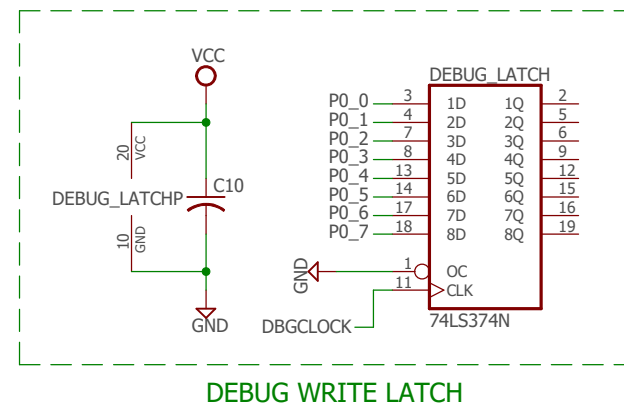 VCC
20
VCC
DEBUG_LATCHP
C10
10
GND
GND
DEBUG_LATCH
P0_0 3 1D 1Q 2
P0_1 4 2D 2Q 5
P0_2 7 3D 3Q 6
P0_3 8 4D 4Q 9
P0_4 13 5D 5Q 12
P0_5 14 6D 6Q 15
P0_6 17 7D 7Q 16
P0_7 18 8D 8Q 19
GND 1 OC
DBGCLOCK 11 CLK
74LS374N
DEBUG WRITE LATCH